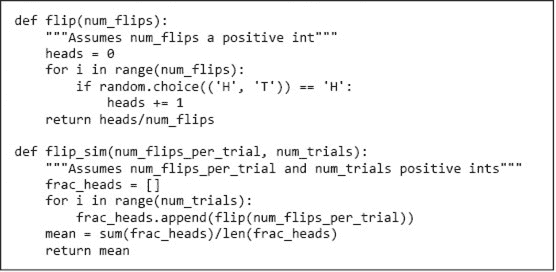 def flip(num_flips):
    """Assumes num_flips a positive int"""
    heads = 0
    for i in range(num_flips):
        if random.choice(('H', 'T')) == 'H':
            heads += 1
    return heads/num_flips

def flip_sim(num_flips_per_trial, num_trials):
    """Assumes num_flips_per_trial and num_trials positive ints"""
    frac_heads = []
    for i in range(num_trials):
        frac_heads.append(flip(num_flips_per_trial))
    mean = sum(frac_heads)/len(frac_heads)
    return mean